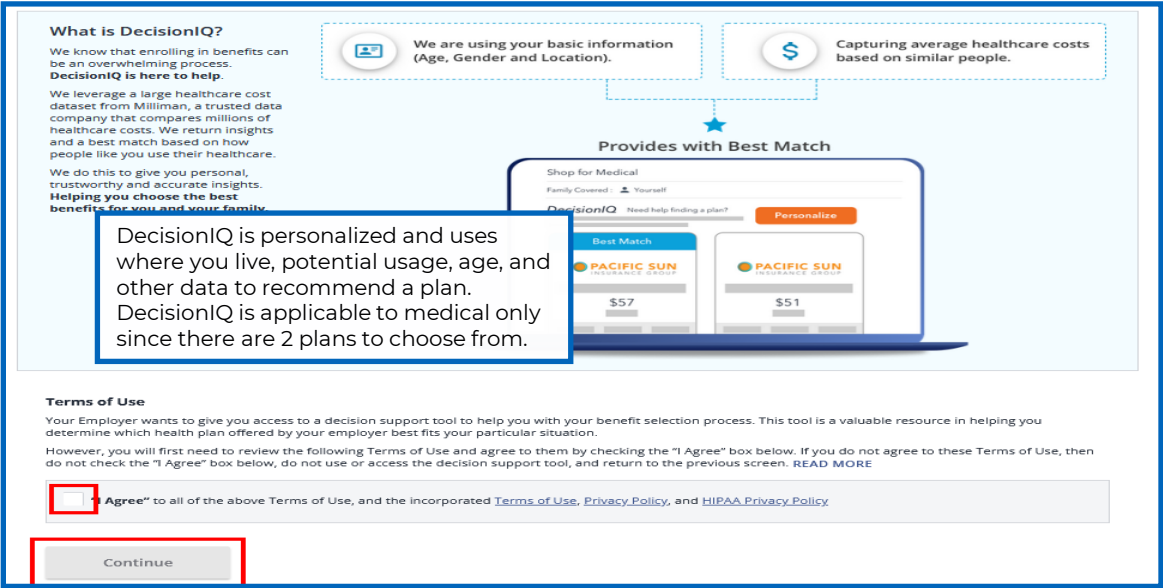 What is DecisionIQ?
We know that enrolling in benefits can
be an overwhelming process.
DecisionIQ is here to help.
We leverage a large healthcare cost
dataset from Milliman, a trusted data
company that compares millions of
healthcare costs. We return insights
and a best match based on how
people like you use their healthcare.
We do this to give you personal,
trustworthy and accurate insights.
Helping you choose the best
benefits for you and your family.
We are using your basic information
(Age, Gender and Location).
Capturing average healthcare costs
based on similar people.
Provides with Best Match
Shop for Medical
Family Covered : Yourself
DecisionIQ Need help finding a plan?
Personalize
Best Match
PACIFIC SUN
INSURANCE GROUP
$57
PACIFIC SUN
INSURANCE GROUP
$51
DecisionIQ is personalized and uses
where you live, potential usage, age, and
other data to recommend a plan.
DecisionIQ is applicable to medical only
since there are 2 plans to choose from.
Terms of Use
Your Employer wants to give you access to a decision support tool to help you with your benefit selection process. This tool is a valuable resource in helping you
determine which health plan offered by your employer best fits your particular situation.
However, you will first need to review the following Terms of Use and agree to them by checking the "I Agree" box below. If you do not agree to these Terms of Use, then
do not check the "I Agree" box below, do not use or access the decision support tool, and return to the previous screen. READ MORE
"I Agree" to all of the above Terms of Use, and the incorporated Terms of Use, Privacy Policy, and HIPAA Privacy Policy
Continue